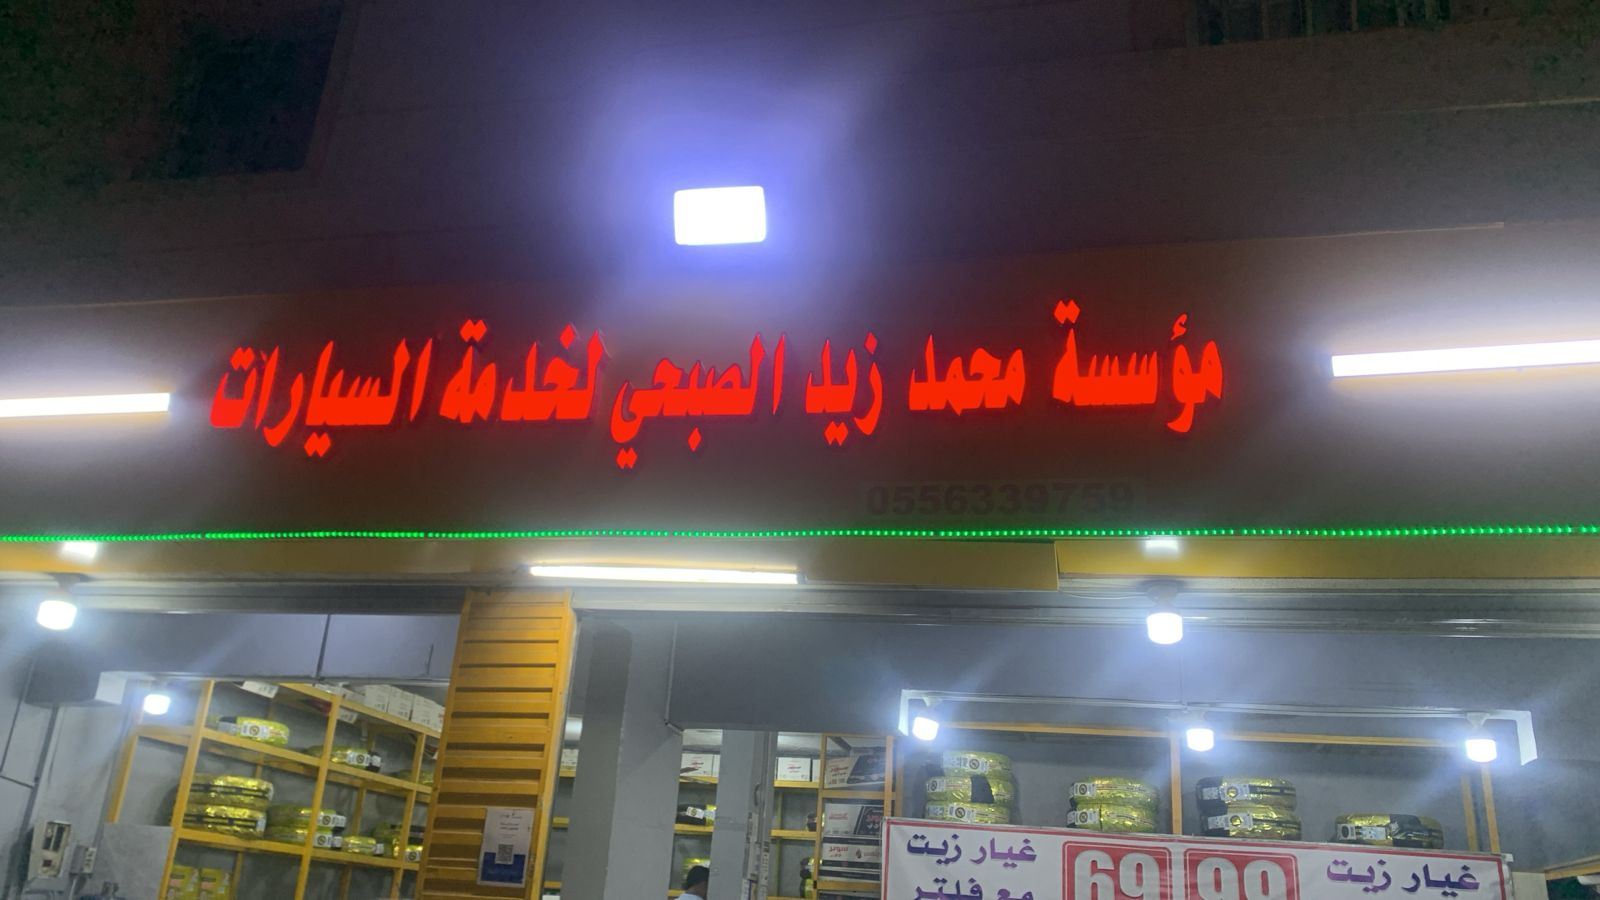 مؤسسة محمد زيد الصبحي لخدمة السيارات
0556339759
غيار زيت
99
69
غيار زيت
مع فلتر